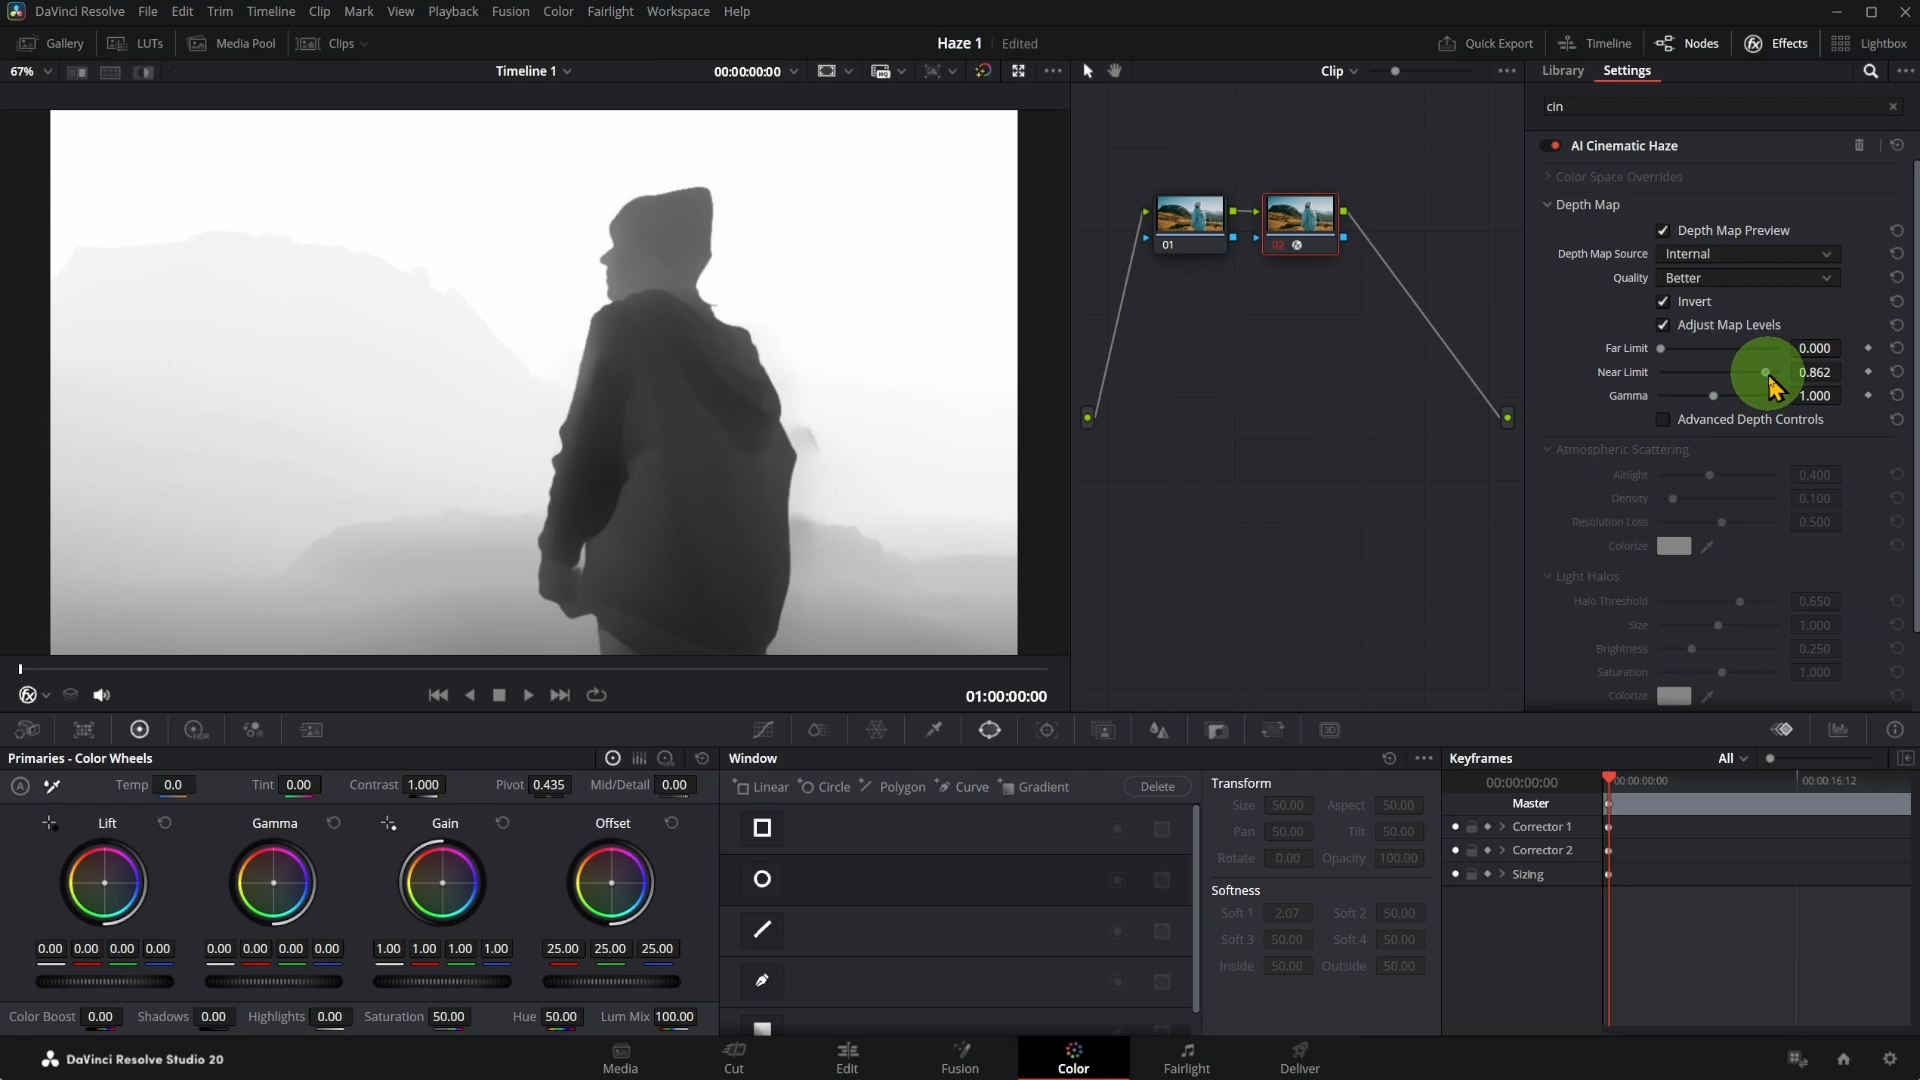 DaVinci Resolve File Edit Trim Timeline Clip Mark View Playback Fusion Color Fairlight Workspace Help
Gallery LUTs Media Pool Clips Haze 1 Edited Quick Export Timeline Nodes Effects Lightbox
67% Timeline 1 00:00:00:00 HQ Clip Library Settings
cin
AI Cinematic Haze
Color Space Overrides
Depth Map
Depth Map Preview
Depth Map Source Internal
Quality Better
Invert
Adjust Map Levels
Far Limit 0.000
Near Limit 0.862
Gamma 1.000
Advanced Depth Controls
Atmospheric Scattering
Airlight 0.400
Density 0.100
Resolution Loss 0.500
Colorize
Light Halos
Halo Threshold 0.650
Size 1.000
Brightness 0.250
Saturation 1.000
Colorize
01
02
01:00:00:00
HDR
3D
Primaries - Color Wheels
A Temp 0.0 Tint 0.00 Contrast 1.000 Pivot 0.435 Mid/Detail 0.00
Lift Gamma Gain Offset
0.00 0.00 0.00 0.00 0.00 0.00 0.00 0.00 1.00 1.00 1.00 1.00 25.00 25.00 25.00
Color Boost 0.00 Shadows 0.00 Highlights 0.00 Saturation 50.00 Hue 50.00 Lum Mix 100.00
Window
Linear Circle Polygon Curve Gradient Delete
Transform
Size 50.00 Aspect 50.00
Pan 50.00 Tilt 50.00
Rotate 0.00 Opacity 100.00
Softness
Soft 1 2.07 Soft 2 50.00
Soft 3 50.00 Soft 4 50.00
Inside 50.00 Outside 50.00
Keyframes All
00:00:00:00 00:00:00:00 00:00:16:12
Master
Corrector 1
Corrector 2
Sizing
DaVinci Resolve Studio 20
Media Cut Edit Fusion Color Fairlight Deliver